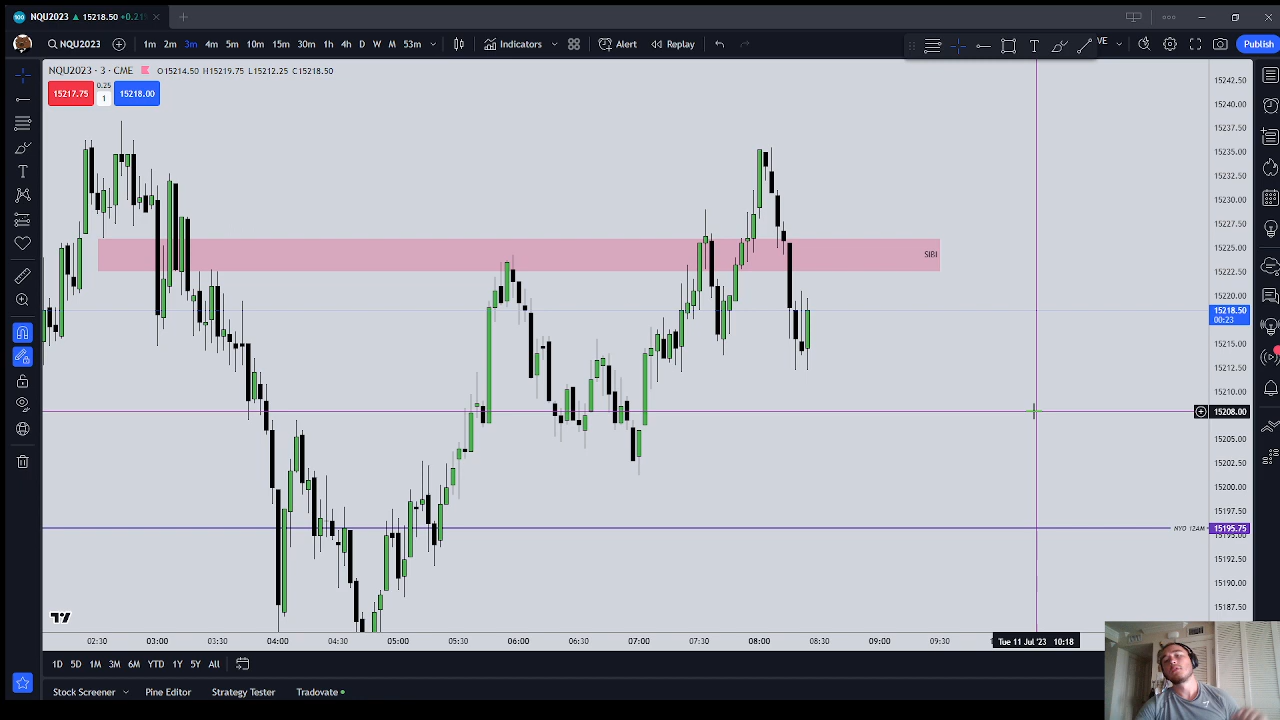 NQU2023 ▲ 15218.50 +0.21
NQU2023 1m 2m 3m 4m 5m 10m 15m 30m 1h 4h D W M 53m Indicators Alert Replay VE Publish
NQU2023 · 3 · CME O15214.50 H15219.75 L15212.25 C15218.50
15217.75 0.25 1 15218.00
15242.50
15240.00
15237.50
15235.00
15232.50
15230.00
15227.50
15225.00
SIBI
15222.50
15220.00
15218.50
00:23
15215.00
15212.50
15210.00
15208.00
15205.00
15202.50
15200.00
15197.50
NYO 12AM 15195.75
15195.00
15192.50
15190.00
15187.50
02:30 03:00 03:30 04:00 04:30 05:00 05:30 06:00 06:30 07:00 07:30 08:00 08:30 09:00 09:30 Tue 11 Jul '23 10:18
1D 5D 1M 3M 6M YTD 1Y 5Y All
Stock Screener Pine Editor Strategy Tester Tradovate